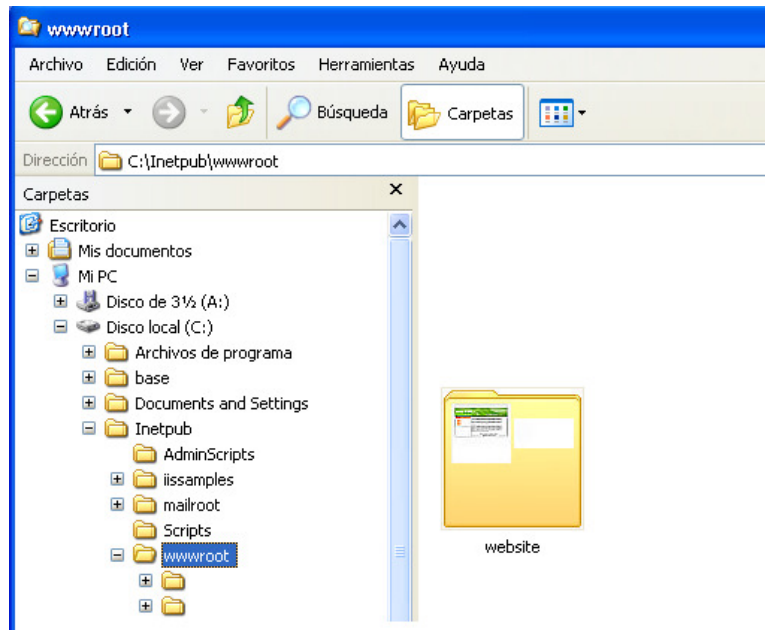 wwwroot
Archivo Edición Ver Favoritos Herramientas Ayuda
Atrás Búsqueda Carpetas
Dirección C:\Inetpub\wwwroot
Carpetas
Escritorio
Mis documentos
Mi PC
Disco de 3½ (A:)
Disco local (C:)
Archivos de programa
base
Documents and Settings
Inetpub
AdminScripts
iissamples
mailroot
Scripts
wwwroot
website